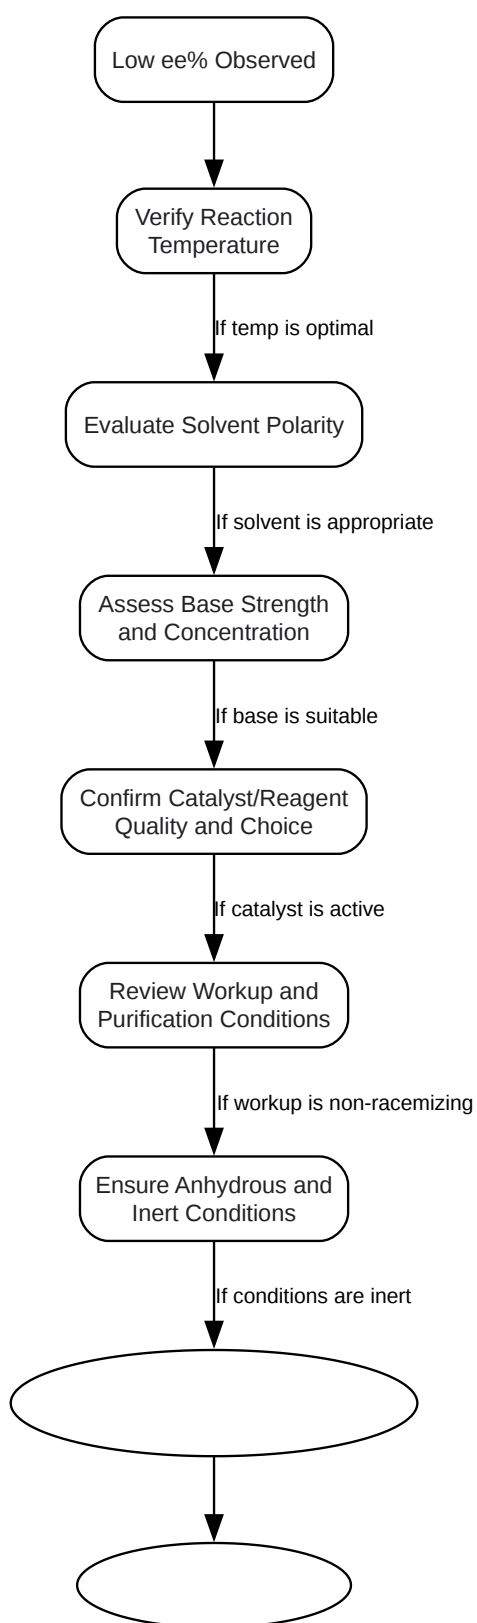 Low ee% Observed
Verify Reaction
Temperature
If temp is optimal
Evaluate Solvent Polarity
If solvent is appropriate
Assess Base Strength
and Concentration
If base is suitable
Confirm Catalyst/Reagent
Quality and Choice
If catalyst is active
Review Workup and
Purification Conditions
If workup is non-racemizing
Ensure Anhydrous and
Inert Conditions
If conditions are inert